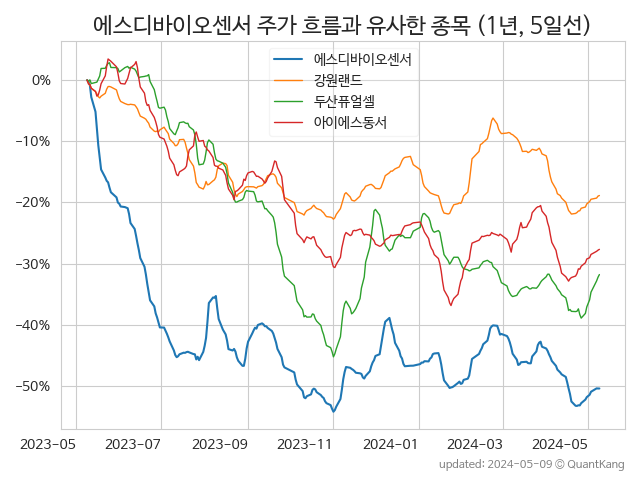 에스디바이오센서 주가 흐름과 유사한 종목 (1년, 5일선)
에스디바이오센서
강원랜드
두산퓨얼셀
아이에스동서
0%
−10%
−20%
−30%
−40%
−50%
2023−05
2023−07
2023−09
2023−11
2024−01
2024−03
2024−05
updated: 2024-05-09 © QuantKang